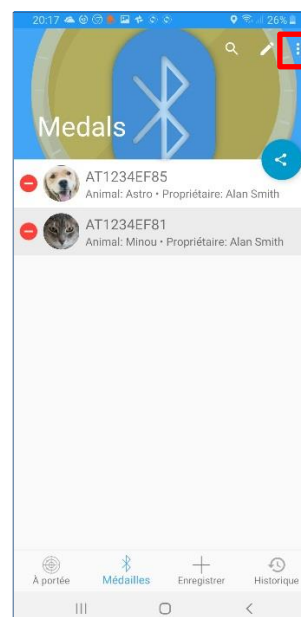 20:17
26%
Medals
AT1234EF85
Animal: Astro • Propriétaire: Alan Smith
AT1234EF81
Animal: Minou • Propriétaire: Alan Smith
À portée Médailles Enregistrer Historique